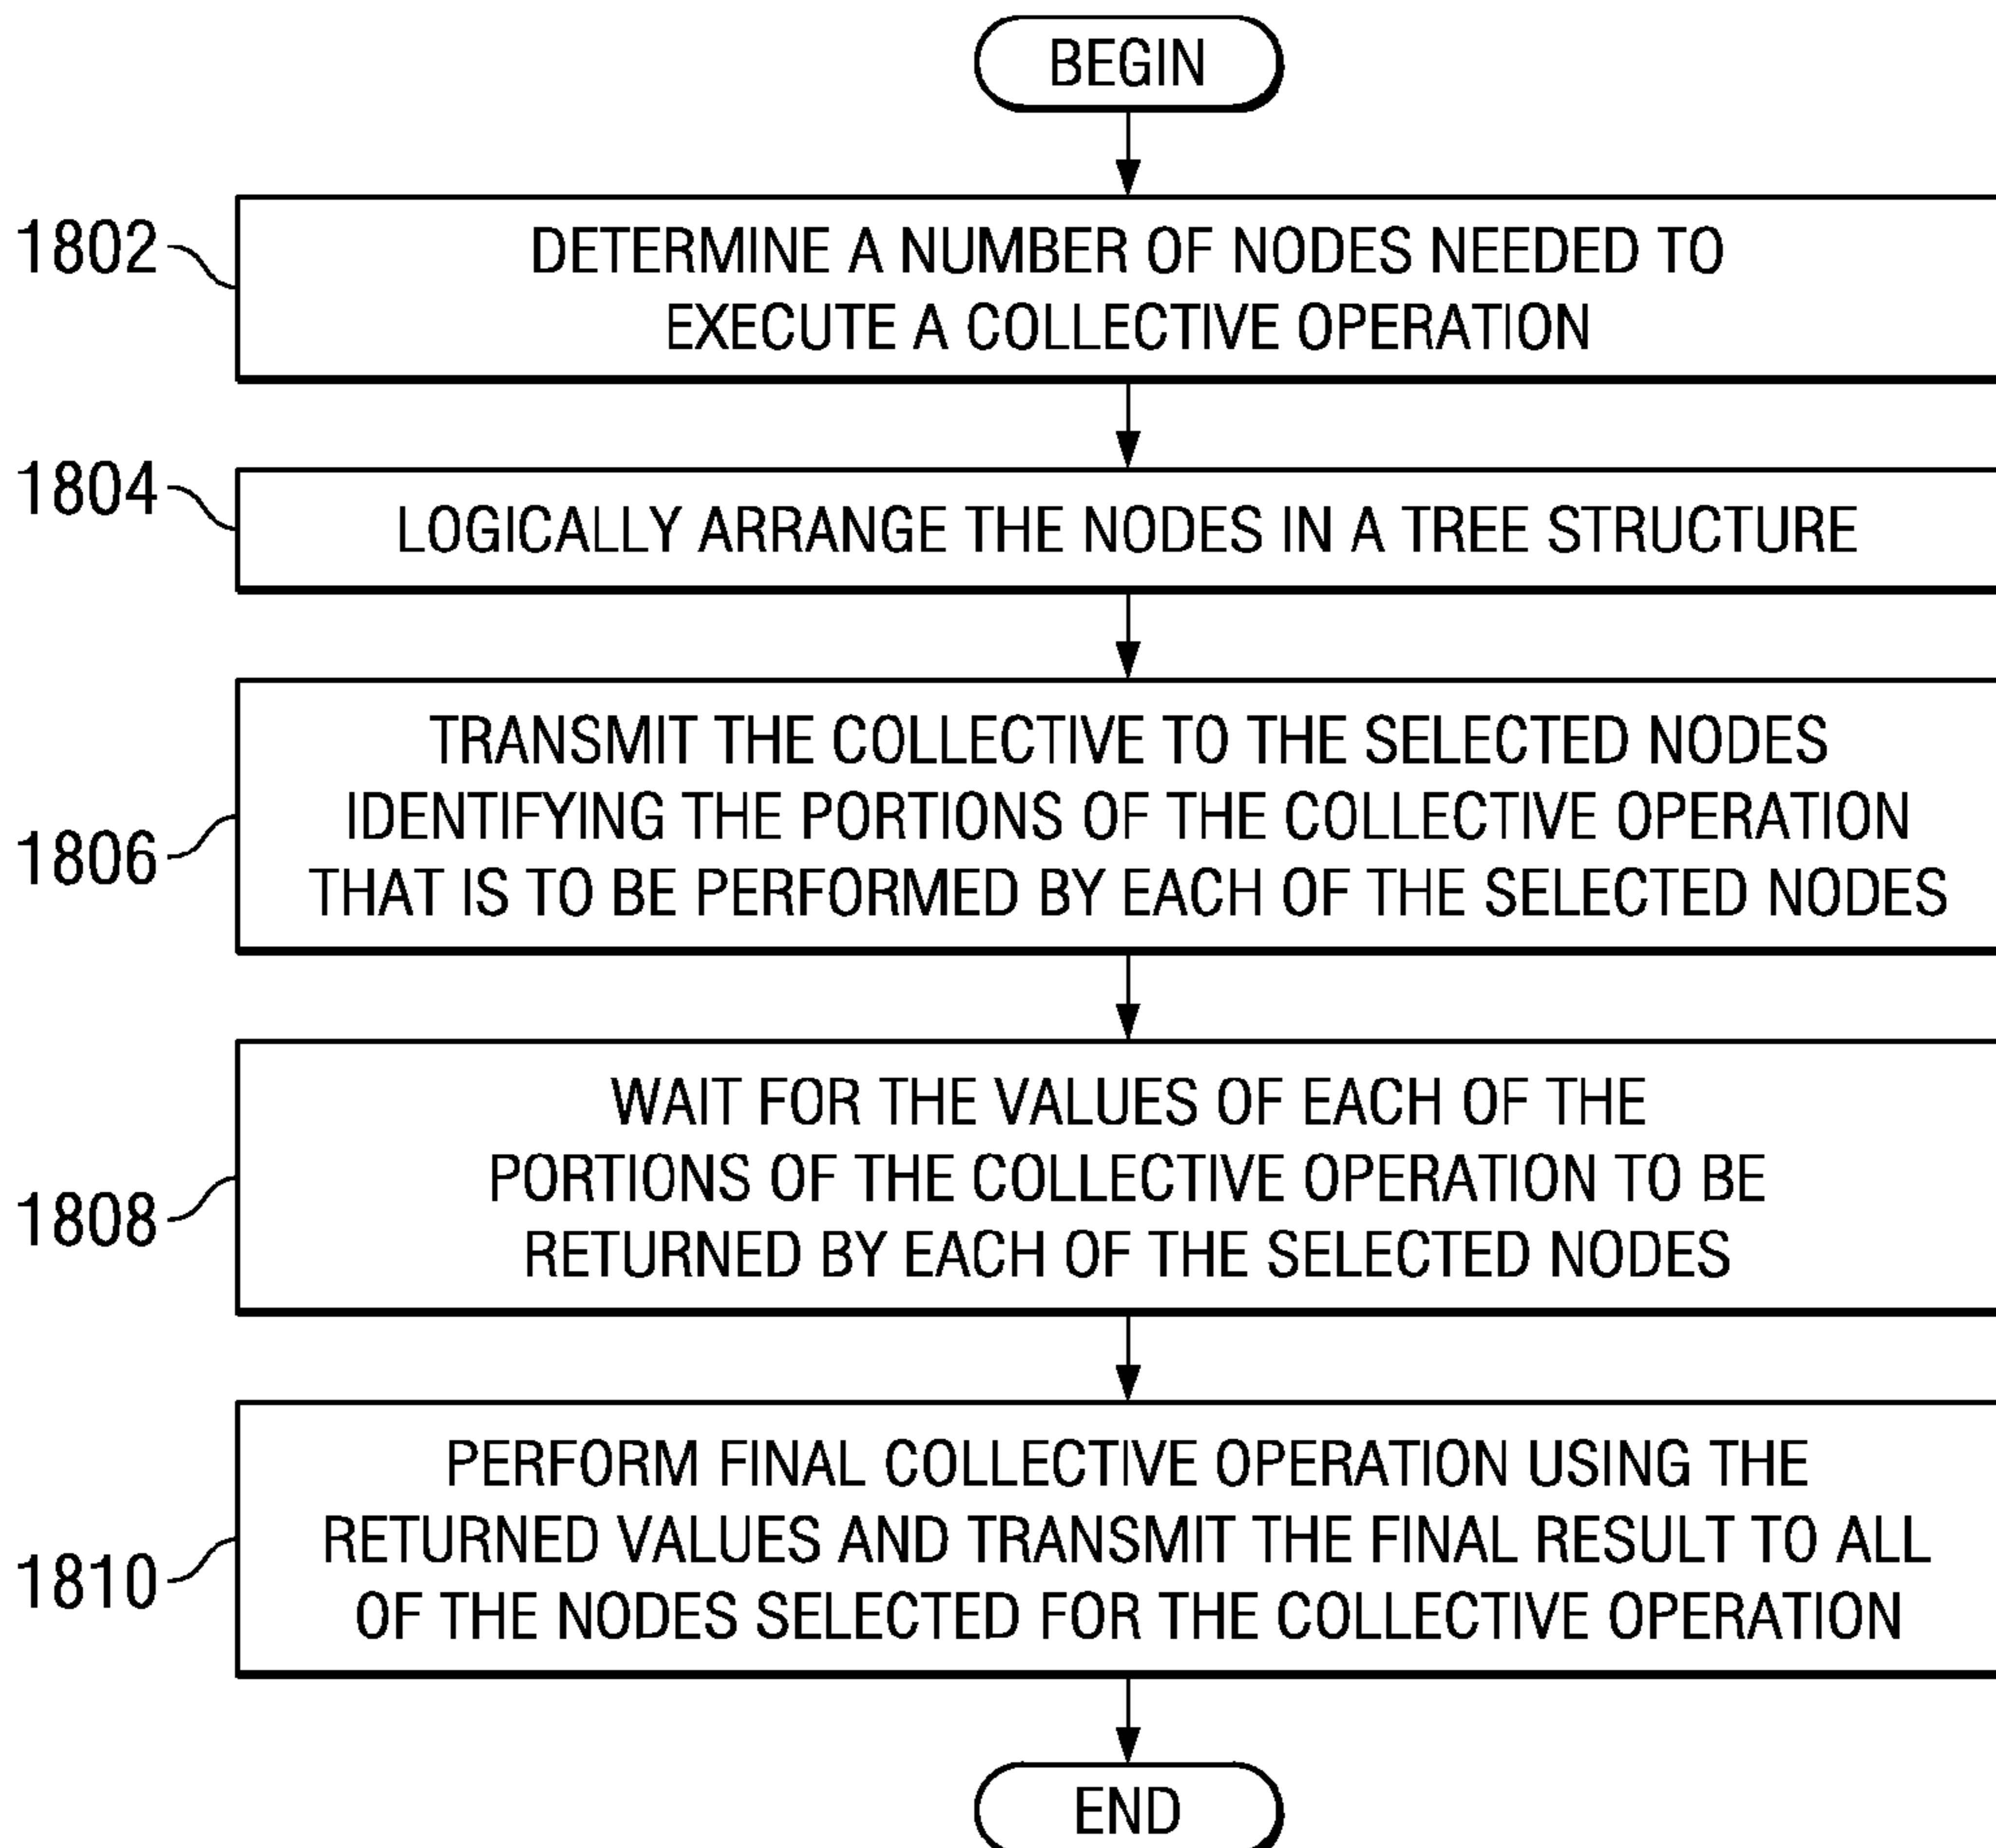 BEGIN
1802
DETERMINE A NUMBER OF NODES NEEDED TO
EXECUTE A COLLECTIVE OPERATION
1804
LOGICALLY ARRANGE THE NODES IN A TREE STRUCTURE
TRANSMIT THE COLLECTIVE TO THE SELECTED NODES
IDENTIFYING THE PORTIONS OF THE COLLECTIVE OPERATION
THAT IS TO BE PERFORMED BY EACH OF THE SELECTED NODES
1806
WAIT FOR THE VALUES OF EACH OF THE
PORTIONS OF THE COLLECTIVE OPERATION TO BE
RETURNED BY EACH OF THE SELECTED NODES
1808
PERFORM FINAL COLLECTIVE OPERATION USING THE
RETURNED VALUES AND TRANSMIT THE FINAL RESULT TO ALL
OF THE NODES SELECTED FOR THE COLLECTIVE OPERATION
1810
END